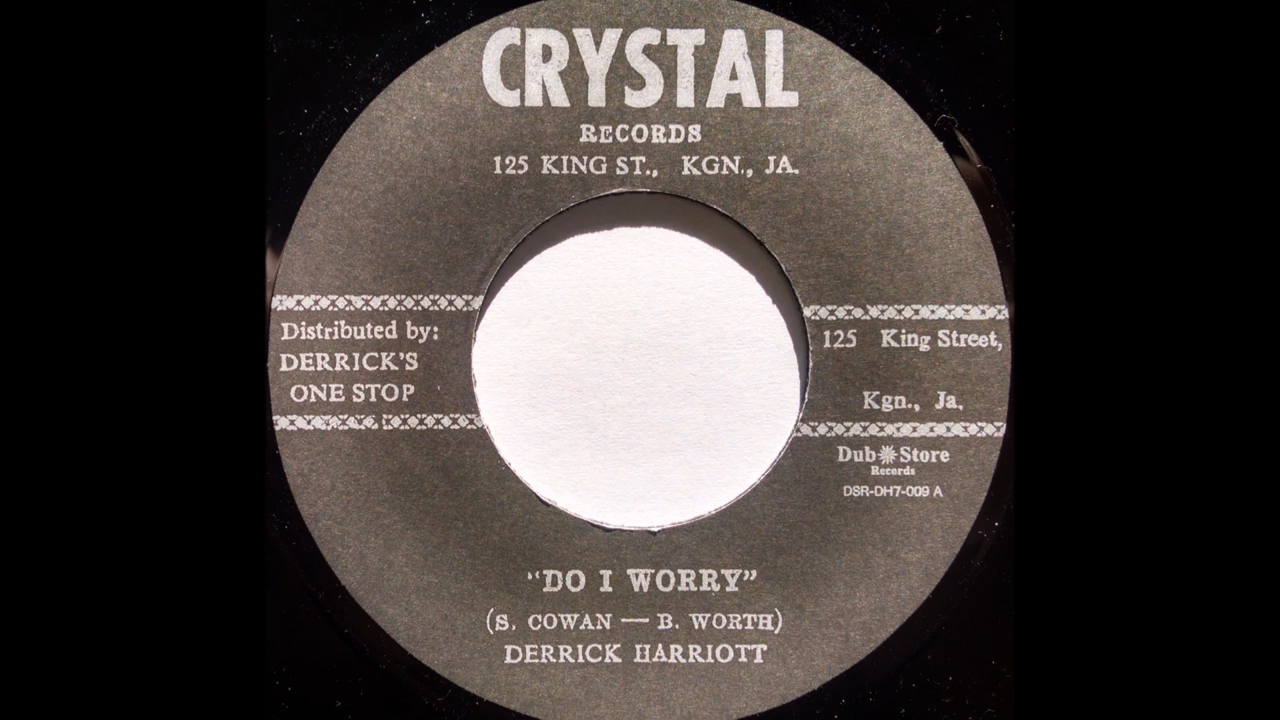 CRYSTAL
RECORDS
125 KING ST., KGN., JA.
Distributed by:
DERRICK'S
ONE STOP
125 King Street,
Kgn., Ja.
Dub Store
Records
DSR-DH7-009 A
"DO I WORRY"
(S. COWAN — B. WORTH)
DERRICK HARRIOTT